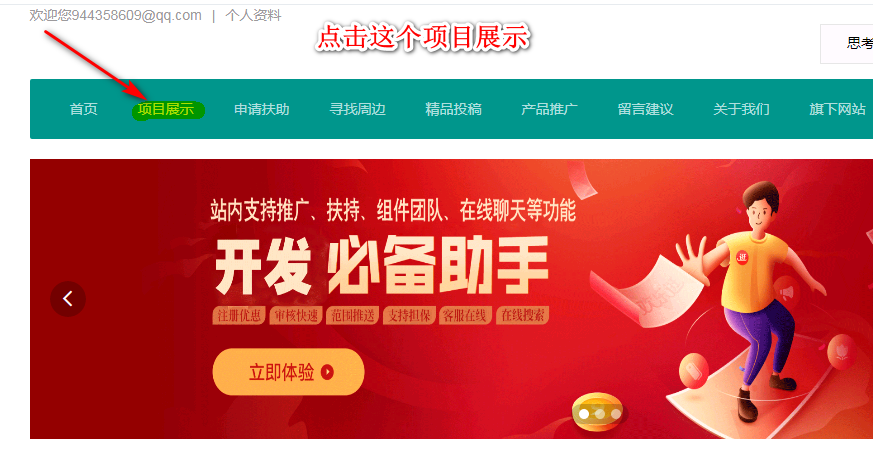 欢迎您944358609@qq.com | 个人资料
点击这个项目展示
思考
首页 项目展示 申请扶助 寻找周边 精品投稿 产品推广 留言建议 关于我们 旗下网站
站内支持推广、扶持、组件团队、在线聊天等功能
开发必备助手
注册优惠 审核快速 范围推送 支持担保 客服在线 在线搜索
立即体验